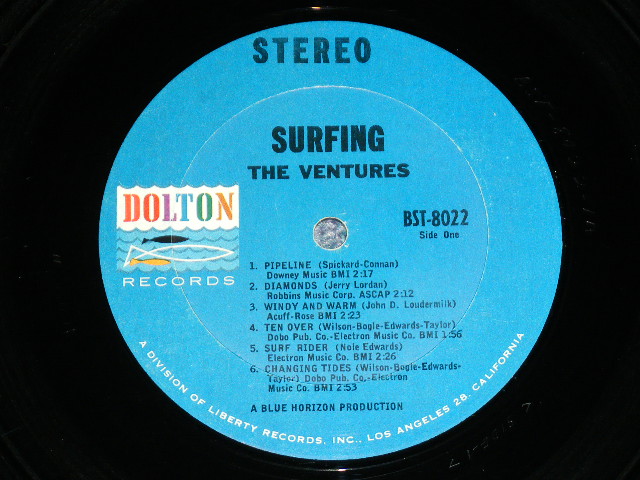 STEREO
SURFING
THE VENTURES
DOLTON
RECORDS
BST-8022
Side One
1. PIPELINE (Spickard-Connan)
Downey Music BMI 2:17
2. DIAMONDS (Jerry Lordan)
Robbins Music Corp. ASCAP 2:12
3. WINDY AND WARM (John D. Loudermilk)
Acuff-Rose BMI 2:23
4. TEN OVER (Wilson-Bogle-Edwards-Taylor)
Dobo Pub. Co.-Electron Music Co. BMI 1:56
5. SURF RIDER (Nole Edwards)
Electron Music Co. BMI 2:26
6. CHANGING TIDES (Wilson-Bogle-Edwards-
Taylor) Dobo Pub. Co.-Electron
Music Co. BMI 2:53
A BLUE HORIZON PRODUCTION
A DIVISION OF LIBERTY RECORDS, INC., LOS ANGELES 28, CALIFORNIA